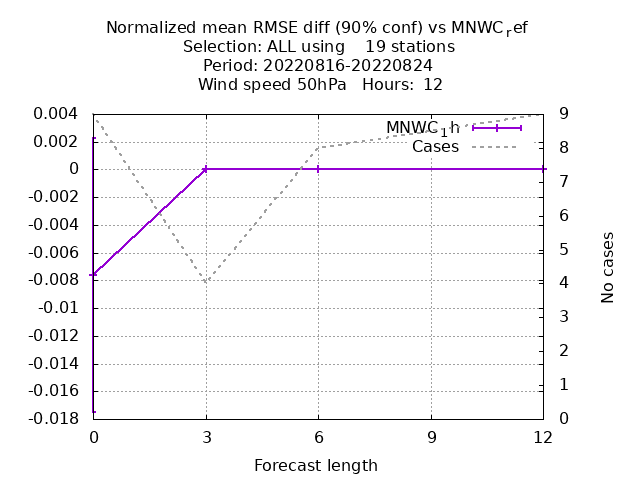 Normalized mean RMSE diff (90% conf) vs MNWC_ref
Selection: ALL using    19 stations
Period: 20220816-20220824
Wind speed 50hPa   Hours:  12
MNWC_1h
Cases
0.004
0.002
0
-0.002
-0.004
-0.006
-0.008
-0.01
-0.012
-0.014
-0.016
-0.018
9
8
7
6
5
4
3
2
1
0
No cases
0 3 6 9 12
Forecast length